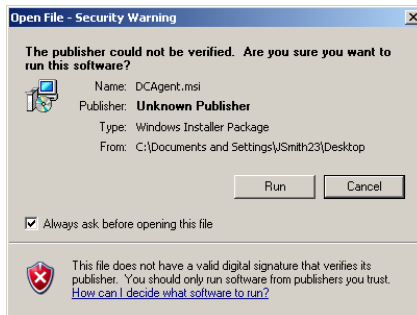 Open File - Security Warning
The publisher could not be verified. Are you sure you want to
run this software?
Name: DCAgent.msi
Publisher: Unknown Publisher
Type: Windows Installer Package
From: C:\Documents and Settings\JSmith23\Desktop
Run Cancel
Always ask before opening this file
This file does not have a valid digital signature that verifies its
publisher. You should only run software from publishers you trust.
How can I decide what software to run?